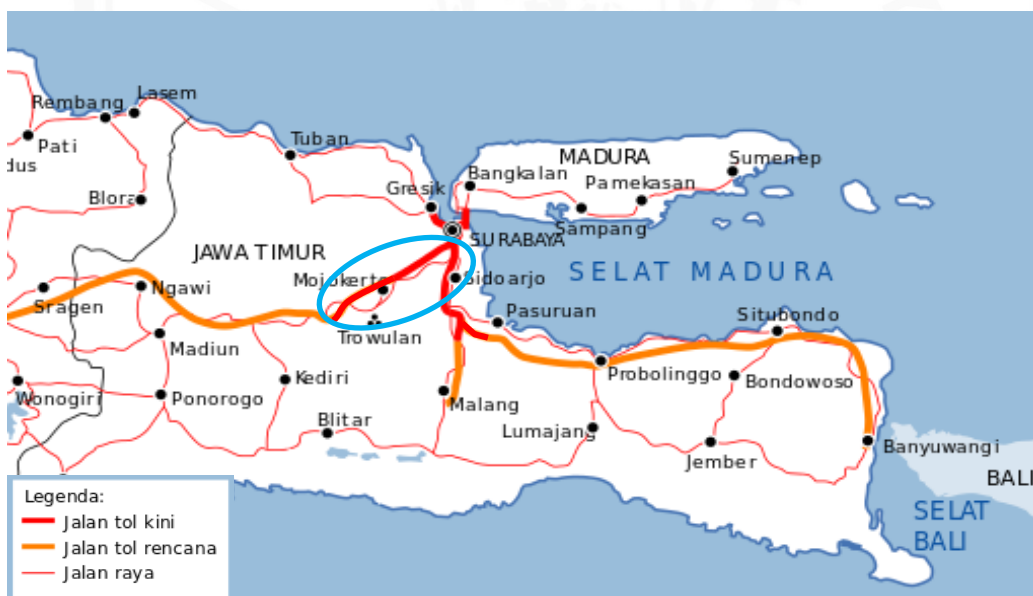 Lasem
Rembang
Pati
dus
Blora
Tuban
MADURA
Sumenep
Bangkalan
Pamekasan
Gresik
Sampang
SURABAYA
JAWA TIMUR
SELAT MADURA
Mojokerto
Sidoarjo
Ngawi
Sragen
Pasuruan
Situbondo
Trowulan
Madiun
Kediri
Probolinggo
Bondowoso
Wonogiri
Ponorogo
Malang
Blitar
Lumajang
Jember
Banyuwangi
BALI
SELAT
BALI
Legenda:
Jalan tol kini
Jalan tol rencana
Jalan raya